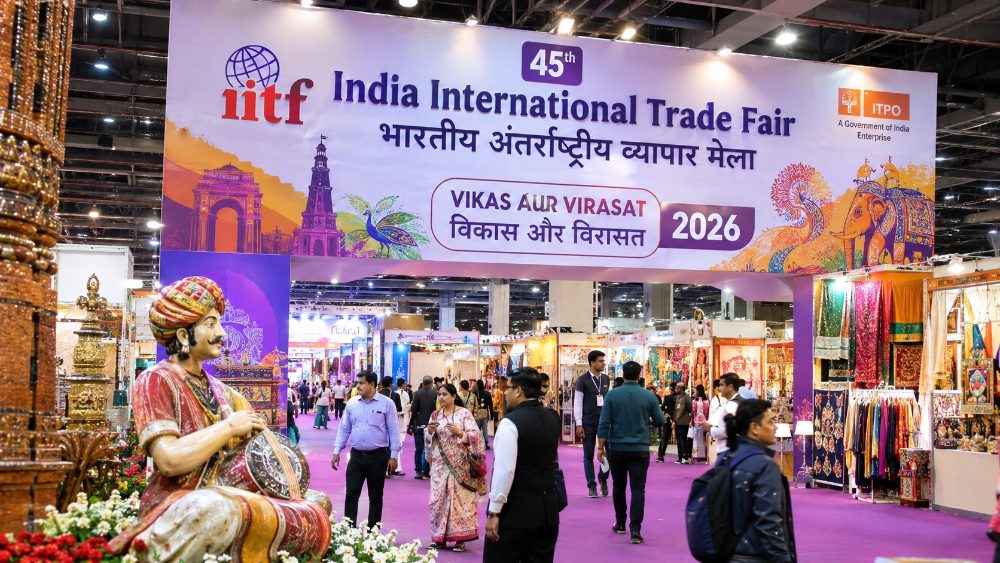 45th
iitf
India International Trade Fair
भारतीय अंतर्राष्ट्रीय व्यापार मेला
ITPO
A Government of India
Enterprise
VIKAS AUR VIRASAT
विकास और विरासत
2026